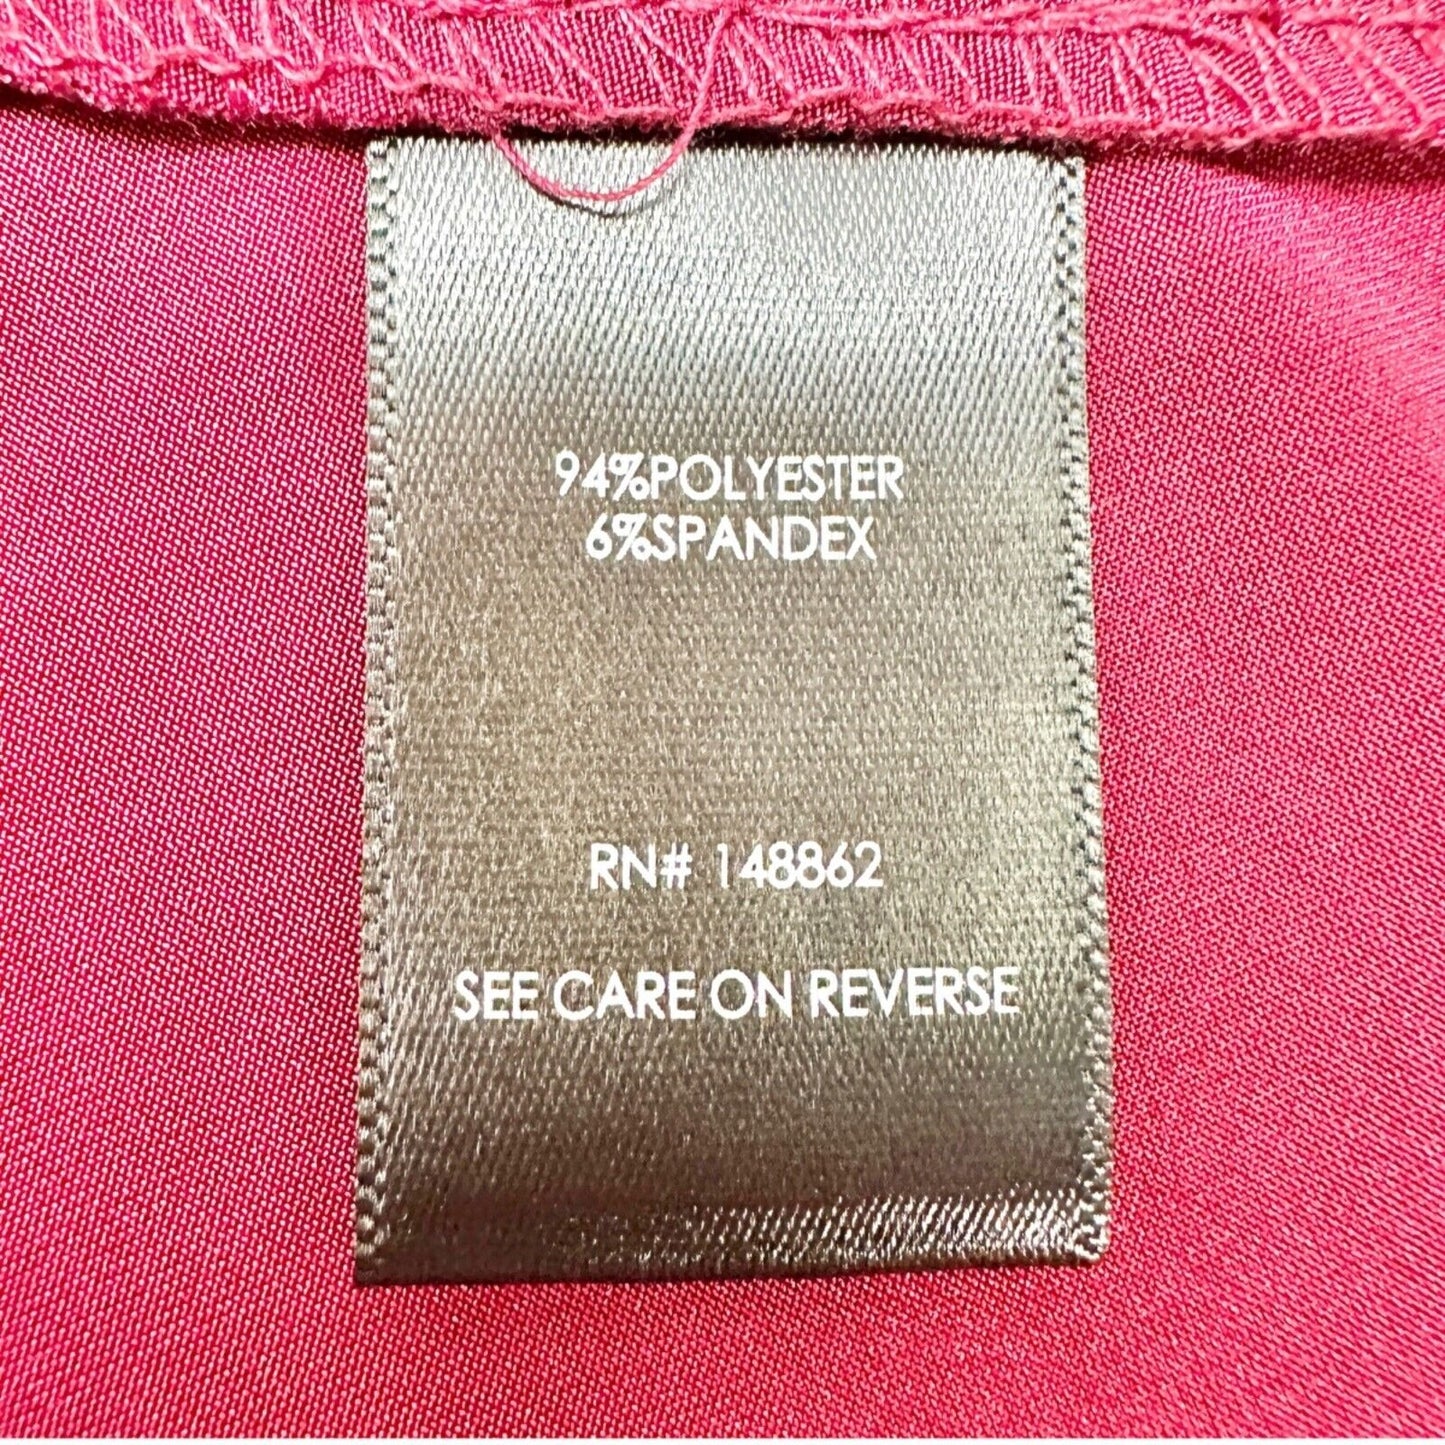 94%POLYESTER
6%SPANDEX
RN# 148862
SEE CARE ON REVERSE